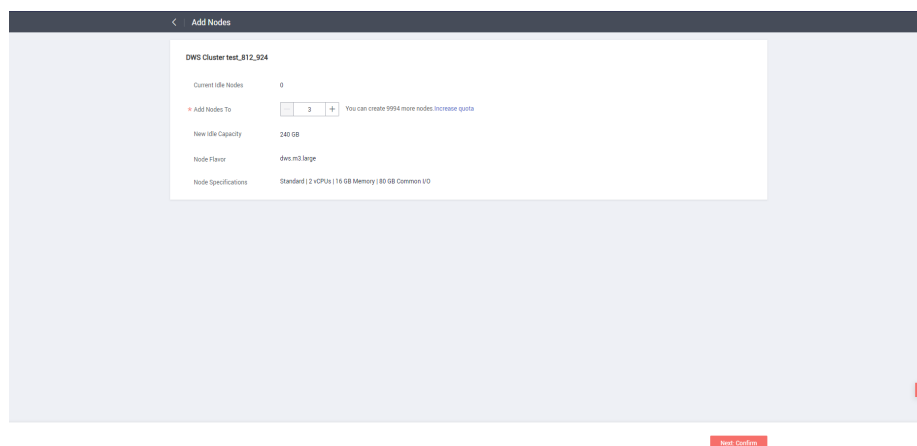 < Add Nodes
DWS Cluster test_812_924
Current Idle Nodes 0
* Add Nodes To − 3 + You can create 9994 more nodes.Increase quota
New Idle Capacity 240 GB
Node Flavor dws.m3.large
Node Specifications Standard | 2 vCPUs | 16 GB Memory | 80 GB Common I/O
Next: Confirm